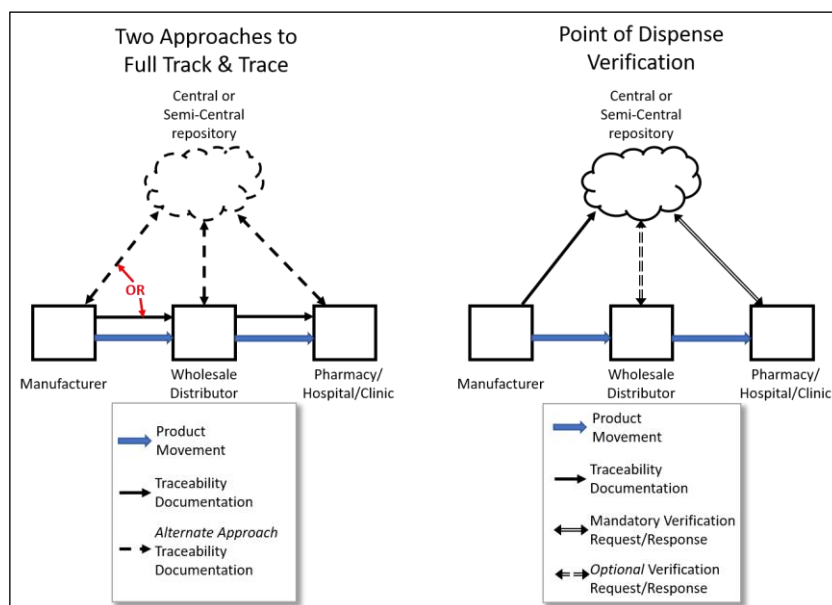 Two Approaches to
Full Track & Trace
Central or
Semi-Central
repository
OR
Manufacturer
Wholesale
Distributor
Pharmacy/
Hospital/Clinic
Product
Movement
Traceability
Documentation
Alternate Approach
Traceability
Documentation
Point of Dispense
Verification
Central or
Semi-Central
repository
Manufacturer
Wholesale
Distributor
Pharmacy/
Hospital/Clinic
Product
Movement
Traceability
Documentation
Mandatory Verification
Request/Response
Optional Verification
Request/Response